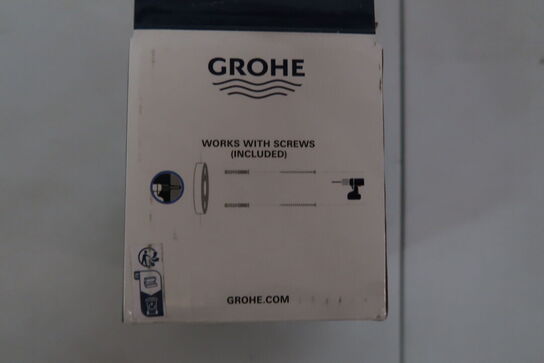 GROHE
WORKS WITH SCREWS
(INCLUDED)
GROHE.COM